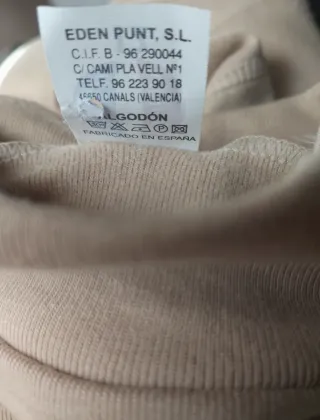 EDEN PUNT, S.L.
C.I.F. B - 96 290044
C/ CAMI PLA VELL Nº1
TELF. 96 223 90 18
46650 CANALS (VALENCIA)
ALGODÓN
FABRICADO EN ESPAÑA